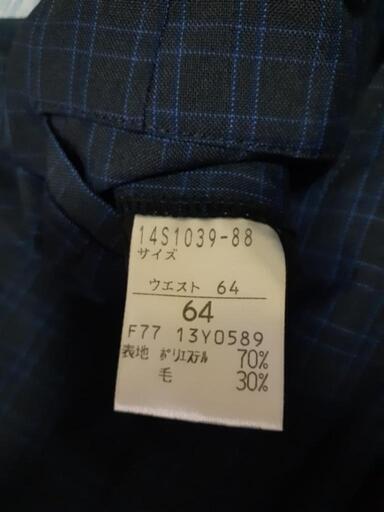 14S1039-88
サイズ
ウエスト 64
64
F77 13Y0589
表地 ポリエステル 70%
毛 30%